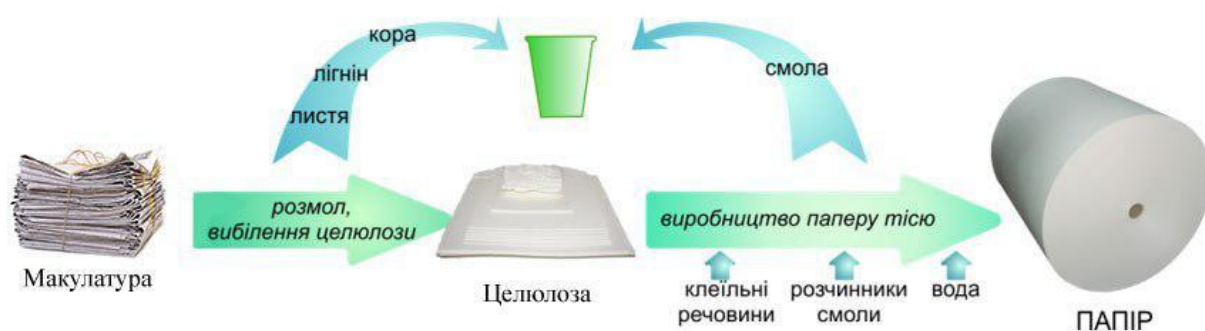 кора
лігнін
листя
смола
розмол,
вибілення целюлози
виробництво паперу тісю
Макулатура
Целюлоза
клеїльні
речовини
розчинники
смоли
вода
ПАПІР